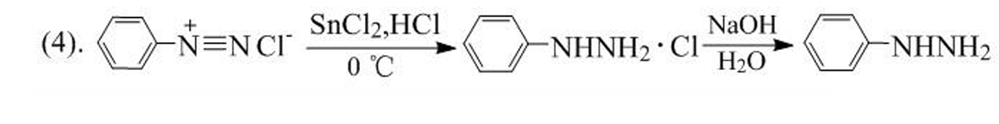 (4). N⁺≡N Cl⁻ SnCl₂,HCl 0 ℃ NHNH₂ · Cl NaOH H₂O NHNH₂